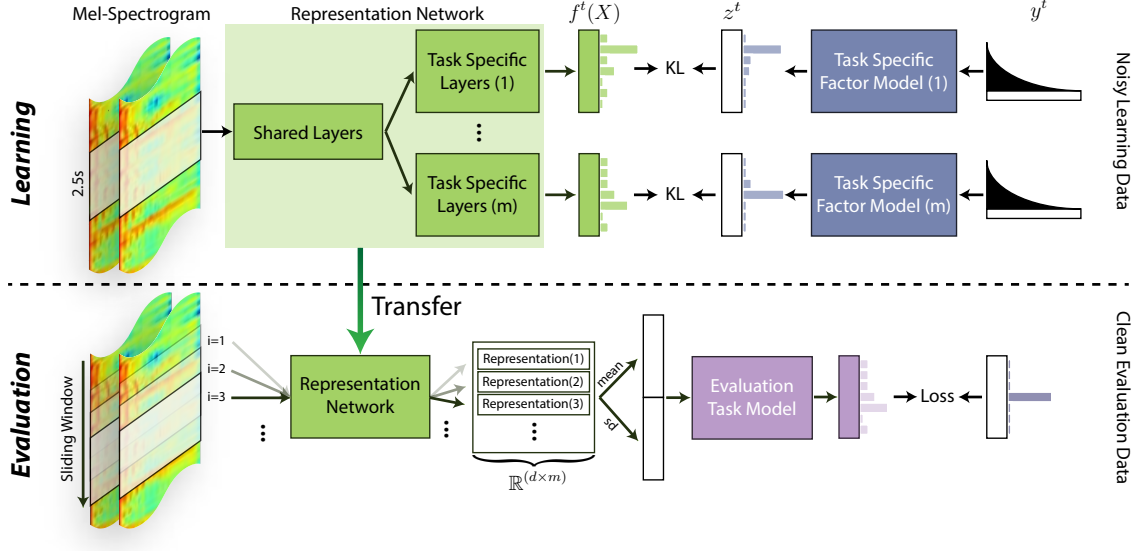 Mel-Spectrogram
Representation Network
f^t(X)
z^t
y^t
Learning
2.5s
Shared Layers
Task Specific
Layers (1)
⋯
Task Specific
Layers (m)
KL
KL
Task Specific
Factor Model (1)
Task Specific
Factor Model (m)
Noisy Learning Data
Transfer
Evaluation
Sliding Window
i=1
i=2
i=3
...
Representation
Network
...
Representation(1)
Representation(2)
Representation(3)
...
ℝ^(d×m)
mean
sd
Evaluation
Task Model
Loss
Clean Evaluation Data